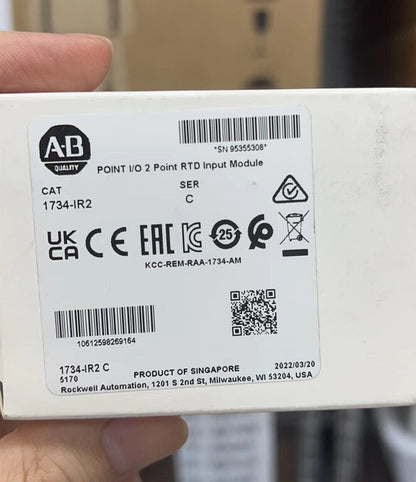 A-B
QUALITY
*SN 95355308*
POINT I/O 2 Point RTD Input Module
CAT
SER
1734-IR2
C
UK
CA
CE
EAC
25
KCC-REM-RAA-1734-AM
10612598269164
1734-IR2 C
5170
PRODUCT OF SINGAPORE
2022/03/20
Rockwell Automation, 1201 S 2nd St, Milwaukee, WI 53204, USA